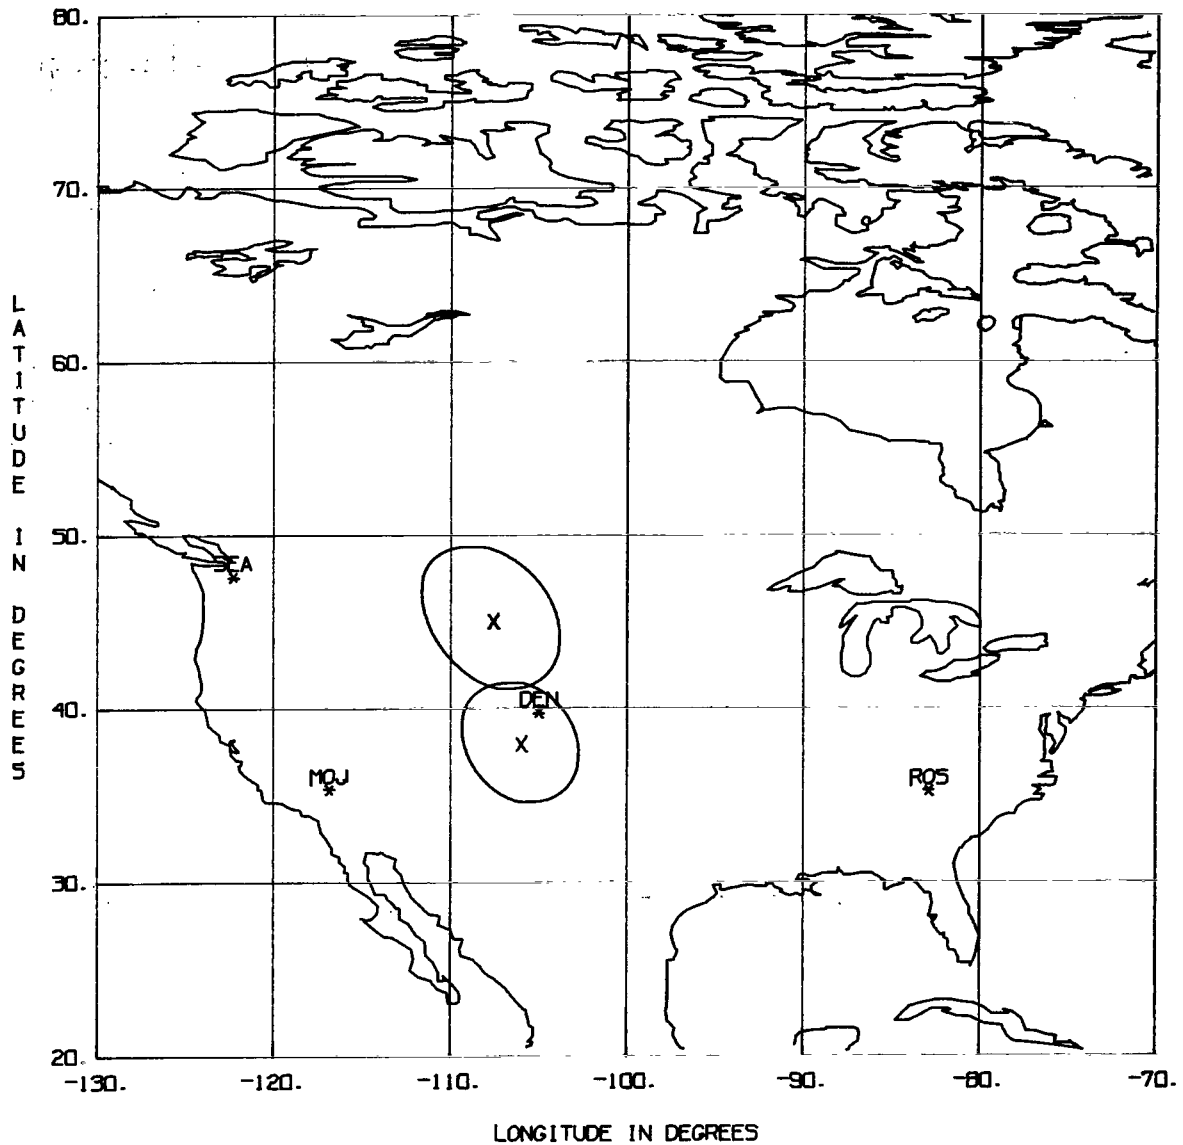 80.
70.
60.
50.
40.
30.
20.
LATITUDE IN DEGREES
SEA
*
X
DEN
*
X
MOJ
*
ROS
*
-130.
-120.
-110.
-100.
-90.
-80.
-70.
LONGITUDE IN DEGREES